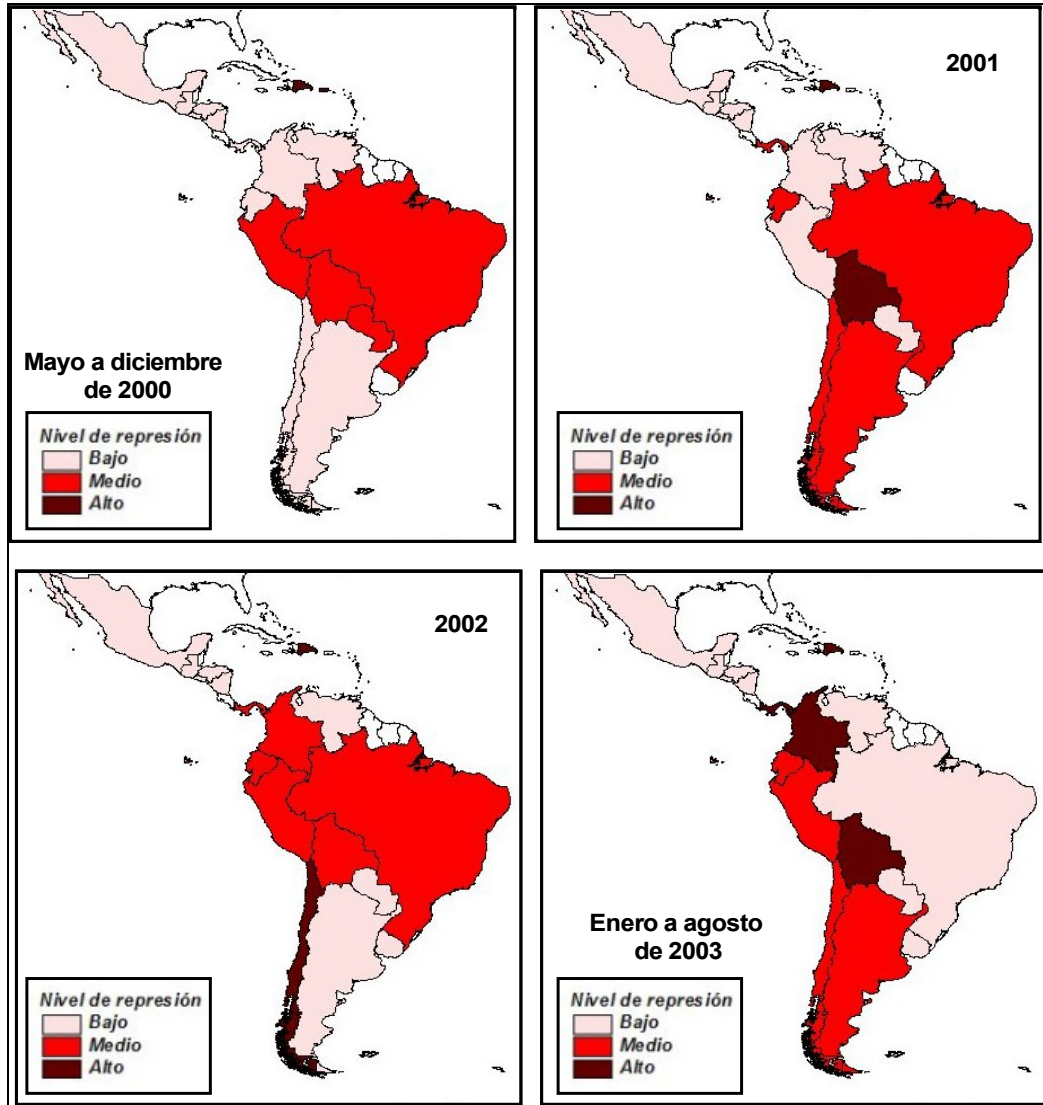 Mayo a diciembre
de 2000
Nivel de represión
Bajo
Medio
Alto
2001
Nivel de represión
Bajo
Medio
Alto
2002
Nivel de represión
Bajo
Medio
Alto
Enero a agosto
de 2003
Nivel de represión
Bajo
Medio
Alto